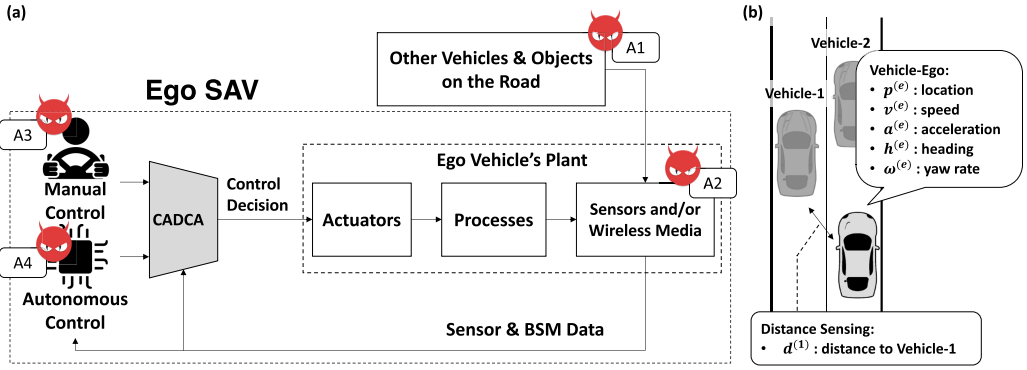 (a)
A1
Other Vehicles & Objects
on the Road
Ego SAV
A3
Manual
Control
A4
Autonomous
Control
CADCA
Control
Decision
Ego Vehicle's Plant
A2
Actuators
Processes
Sensors and/or
Wireless Media
Sensor & BSM Data
(b)
Vehicle-2
Vehicle-1
Vehicle-Ego:
• p^(e) : location
• v^(e) : speed
• a^(e) : acceleration
• h^(e) : heading
• ω^(e) : yaw rate
Distance Sensing:
• d^(1) : distance to Vehicle-1